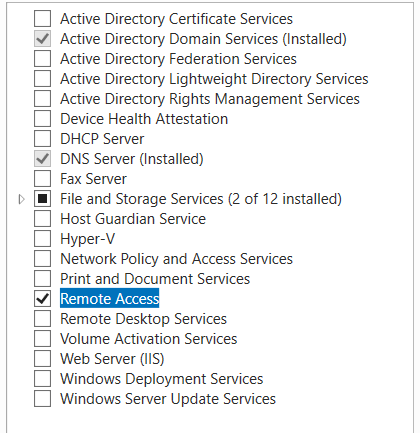 Active Directory Certificate Services
Active Directory Domain Services (Installed)
Active Directory Federation Services
Active Directory Lightweight Directory Services
Active Directory Rights Management Services
Device Health Attestation
DHCP Server
DNS Server (Installed)
Fax Server
File and Storage Services (2 of 12 installed)
Host Guardian Service
Hyper-V
Network Policy and Access Services
Print and Document Services
Remote Access
Remote Desktop Services
Volume Activation Services
Web Server (IIS)
Windows Deployment Services
Windows Server Update Services